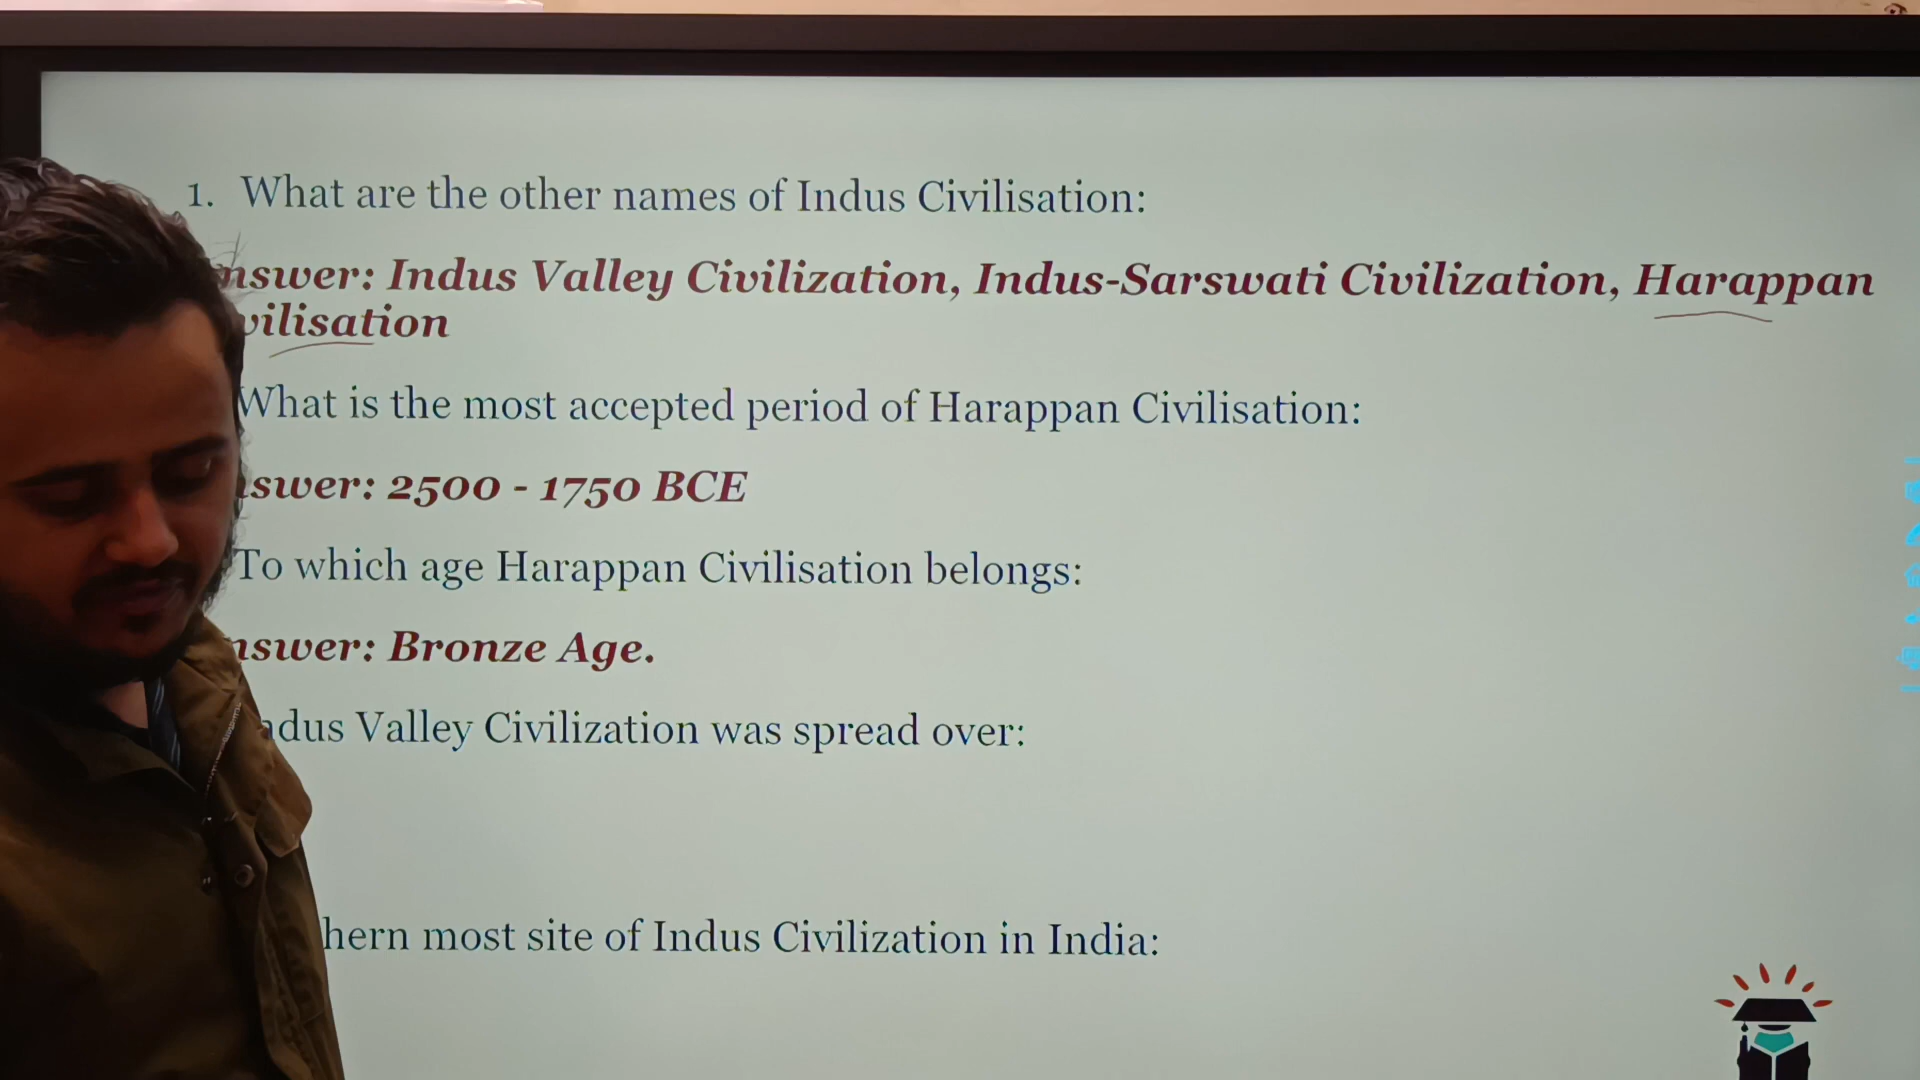 1. What are the other names of Indus Civilisation:
nswer: Indus Valley Civilization, Indus-Sarswati Civilization, Harappan
vilisation
What is the most accepted period of Harappan Civilisation:
swer: 2500 - 1750 BCE
To which age Harappan Civilisation belongs:
nswer: Bronze Age.
ndus Valley Civilization was spread over:
hern most site of Indus Civilization in India: